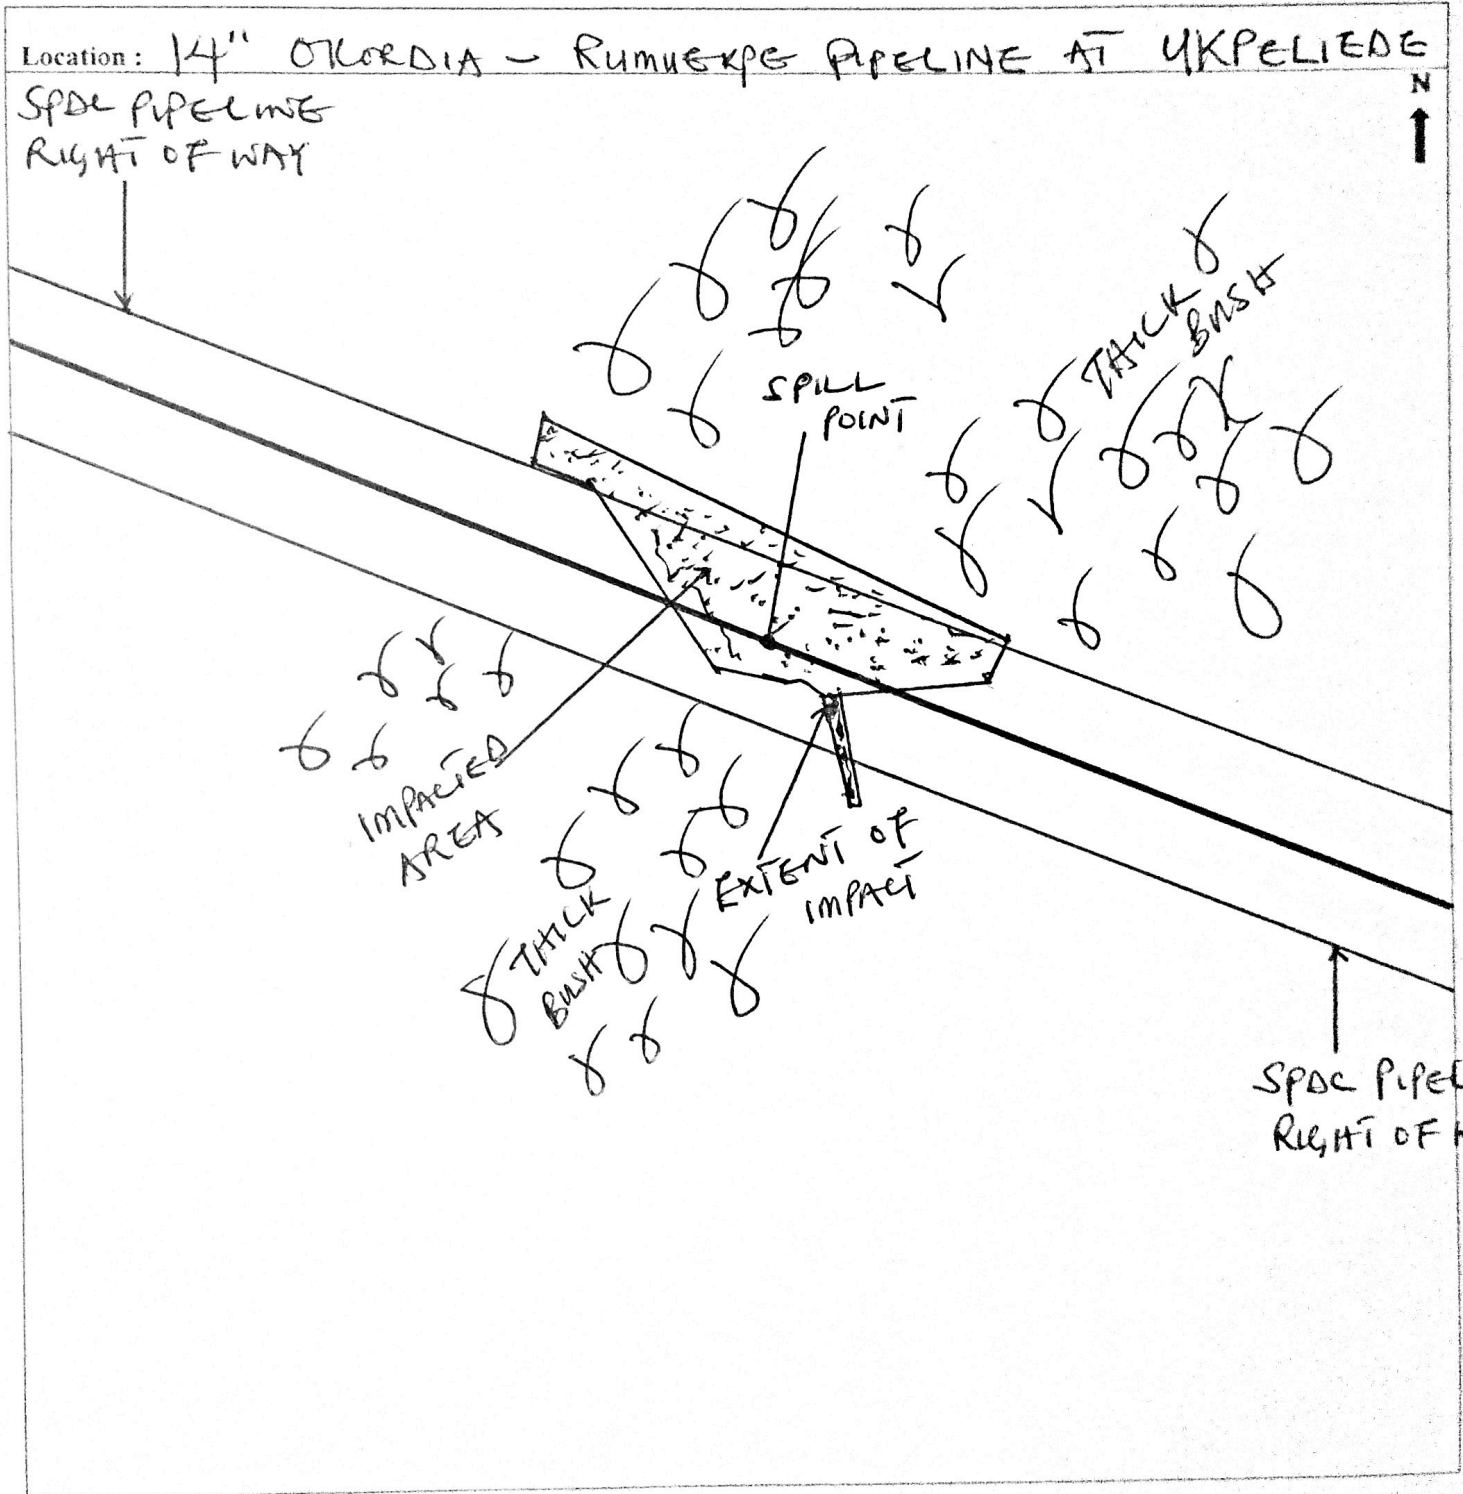 Location : 14" OKORDIA - RUMUEKPE PIPELINE AT UKPELIEDE
N
SPDC PIPELINE
RIGHT OF WAY
THICK
BUSH
SPILL
POINT
IMPACTED
AREA
EXTENT OF
IMPACT
THICK
BUSH
SPDC PIPEL
RIGHT OF